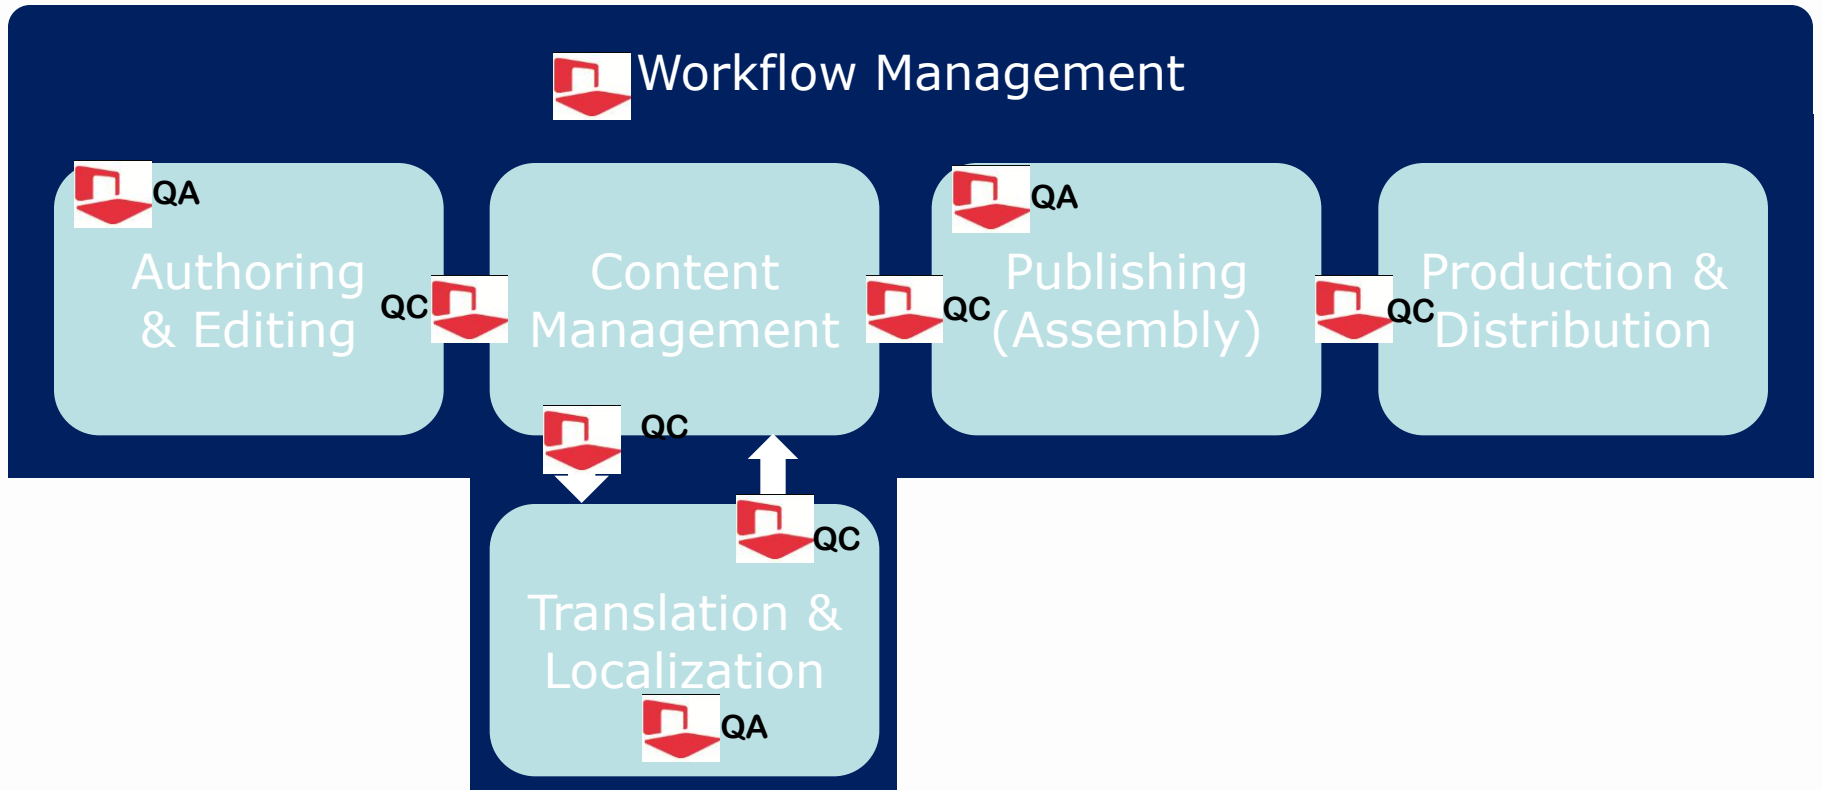 Workflow Management
QA
Authoring
& Editing
QC
Content
Management
QC
QA
Publishing
(Assembly)
QC
Production &
Distribution
QC
QC
Translation &
Localization
QA